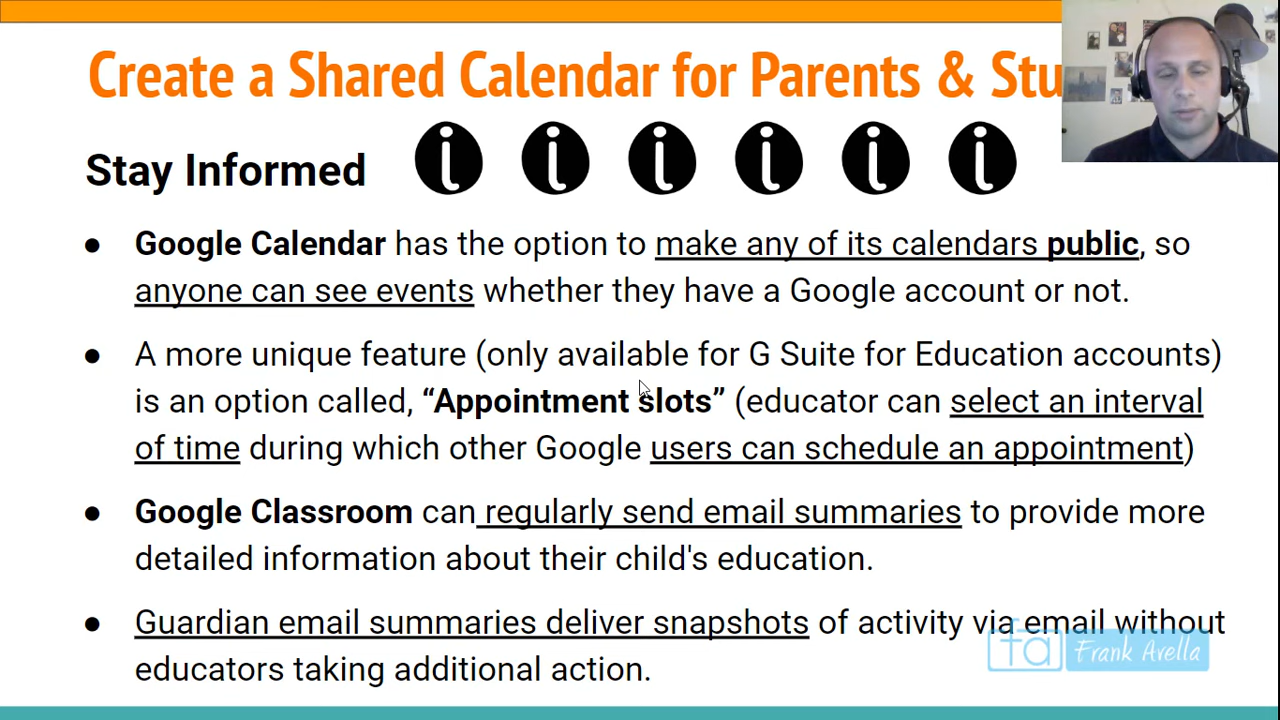 Create a Shared Calendar for Parents & Stu
Stay Informed
● Google Calendar has the option to make any of its calendars public, so
anyone can see events whether they have a Google account or not.
● A more unique feature (only available for G Suite for Education accounts)
is an option called, “Appointment slots” (educator can select an interval
of time during which other Google users can schedule an appointment)
● Google Classroom can regularly send email summaries to provide more
detailed information about their child's education.
● Guardian email summaries deliver snapshots of activity via email without
educators taking additional action.
fa Frank Avella